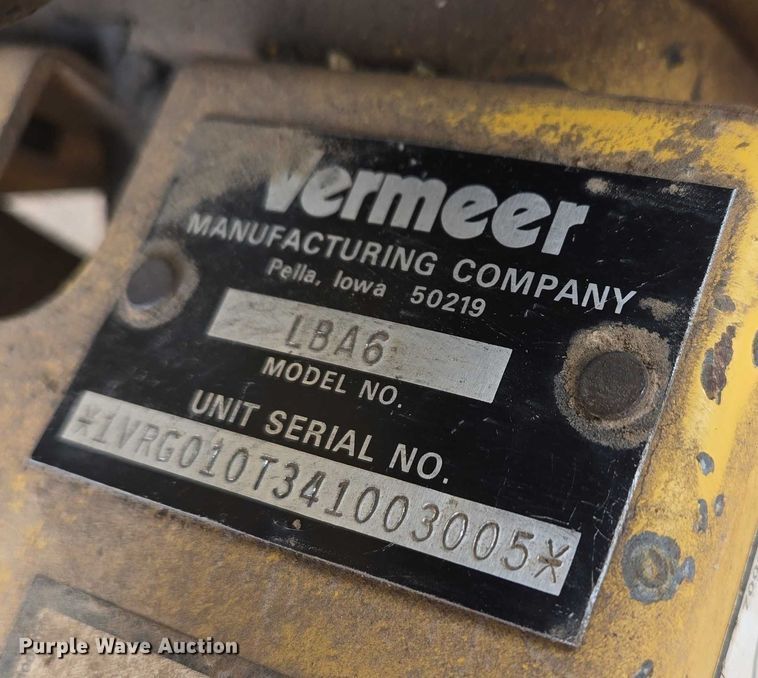 Vermeer
MANUFACTURING COMPANY
Pella, Iowa 50219
LBA6
MODEL NO.
UNIT SERIAL NO.
*1VRG010T341003005*
Purple Wave Auction